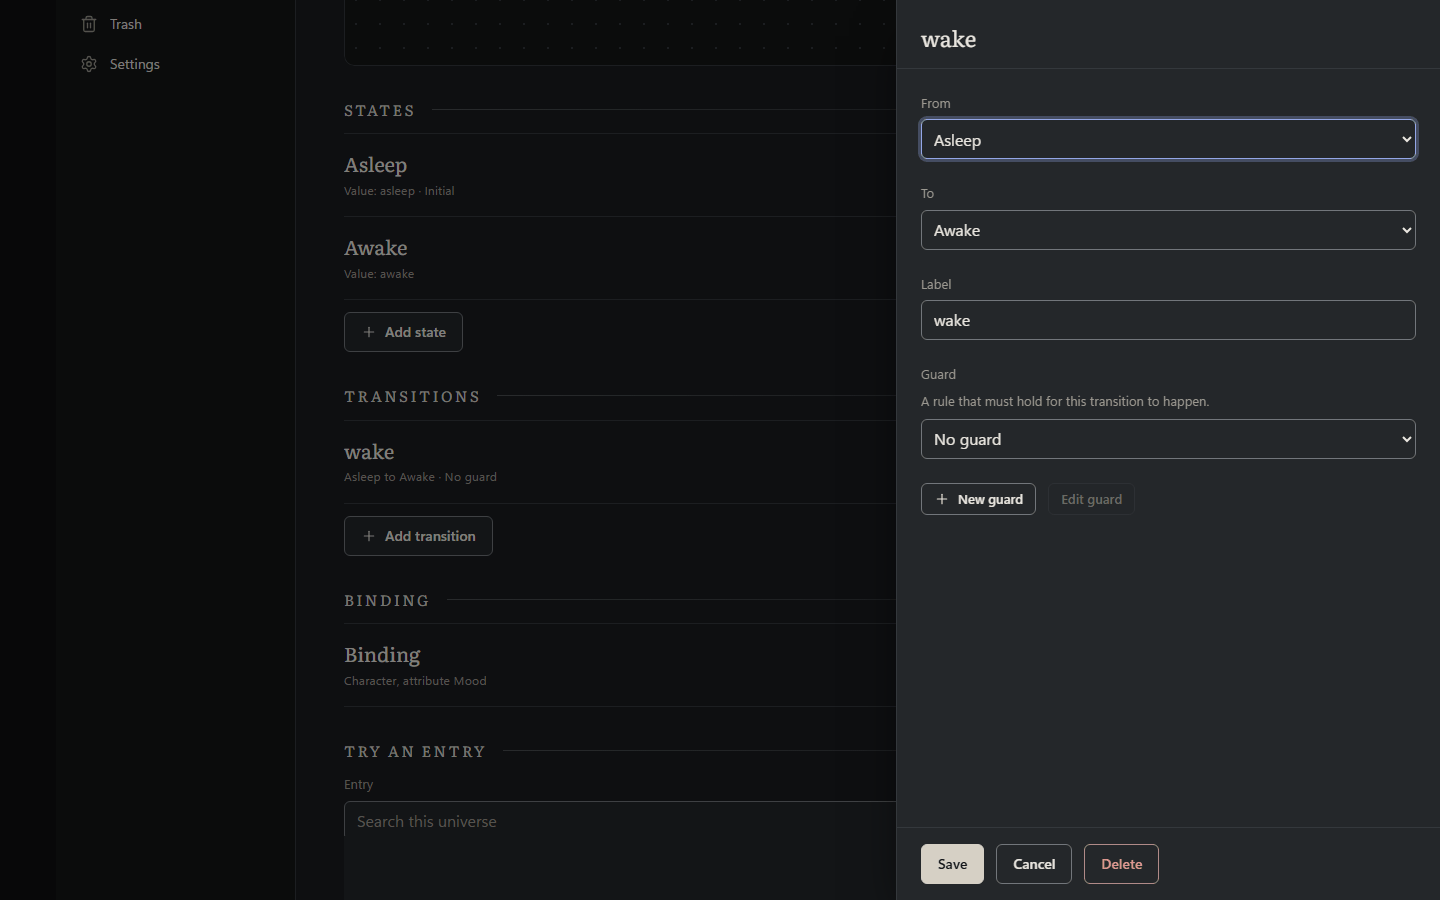 Trash
Settings
STATES
Asleep
Value: asleep · Initial
Awake
Value: awake
Add state
TRANSITIONS
wake
Asleep to Awake · No guard
Add transition
BINDING
Binding
Character, attribute Mood
TRY AN ENTRY
Entry
Search this universe
wake
From
Asleep
To
Awake
Label
wake
Guard
A rule that must hold for this transition to happen.
No guard
New guard
Edit guard
Save
Cancel
Delete